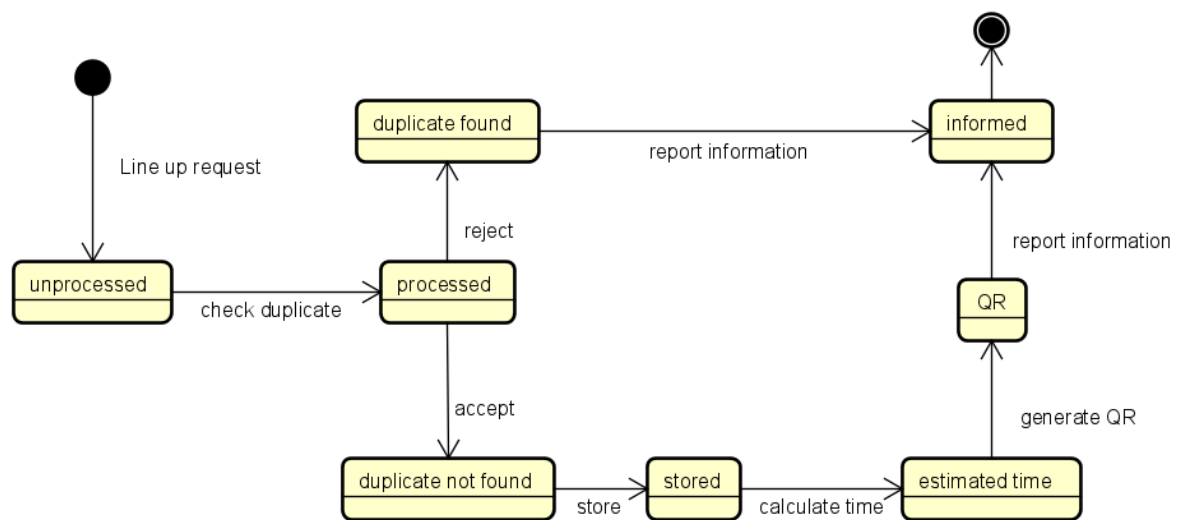 duplicate found
informed
report information
Line up request
reject
report information
unprocessed
processed
QR
check duplicate
accept
generate QR
duplicate not found
stored
estimated time
store
calculate time